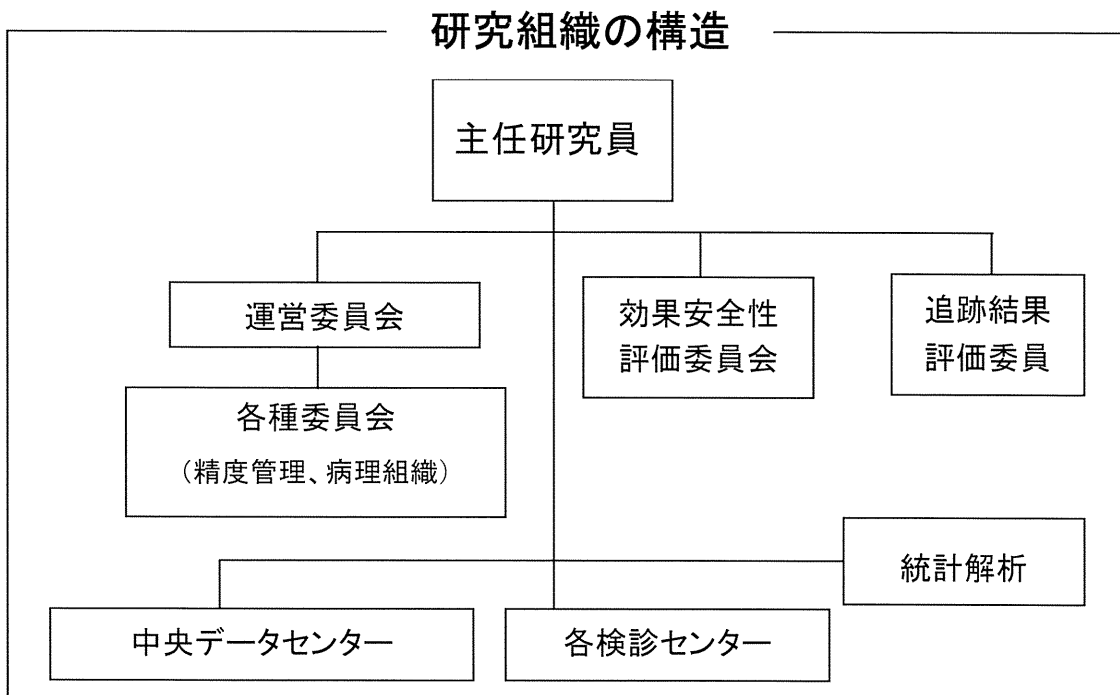 研究組織の構造
主任研究員
運営委員会
効果安全性
評価委員会
追跡結果
評価委員
各種委員会
（精度管理、病理組織）
統計解析
中央データセンター
各検診センター